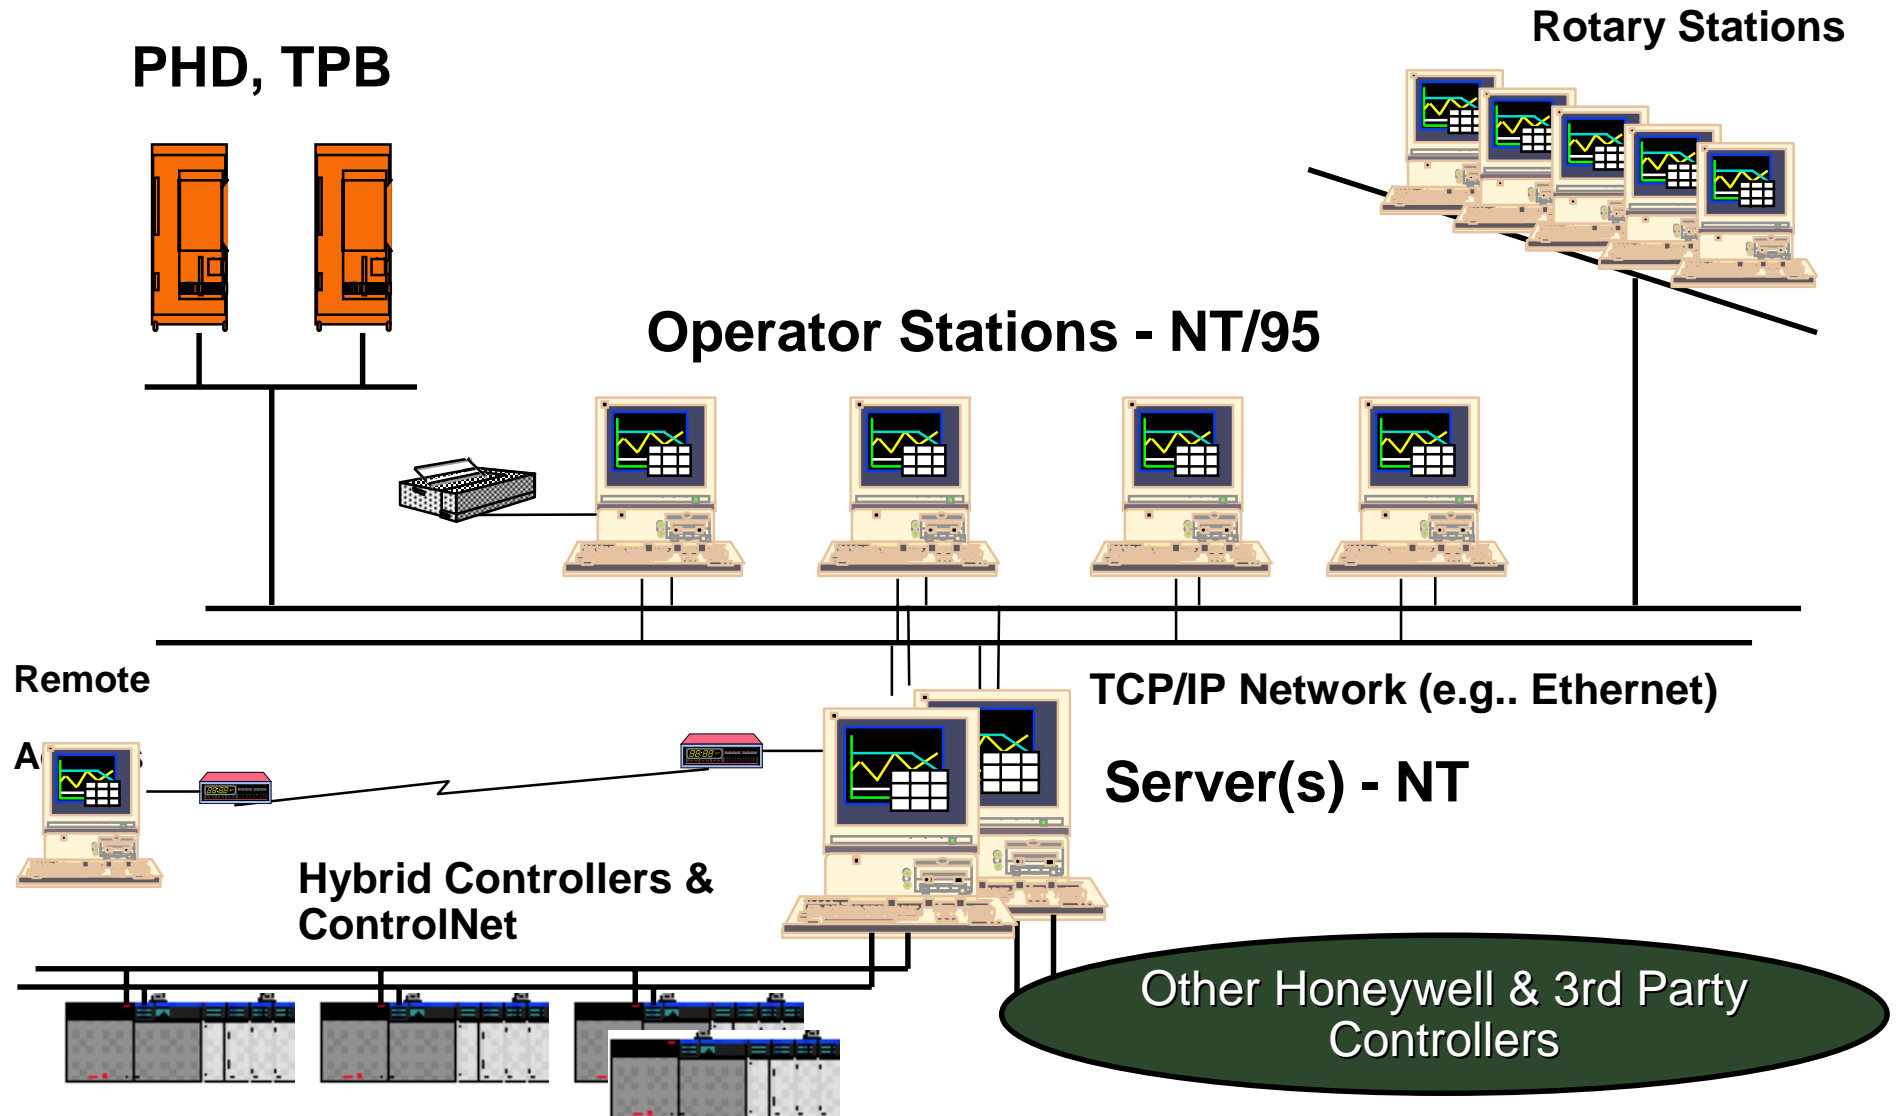 Rotary Stations
PHD, TPB
Operator Stations - NT/95
Remote
TCP/IP Network (e.g.. Ethernet)
Server(s) - NT
Hybrid Controllers &
ControlNet
Other Honeywell & 3rd Party
Controllers